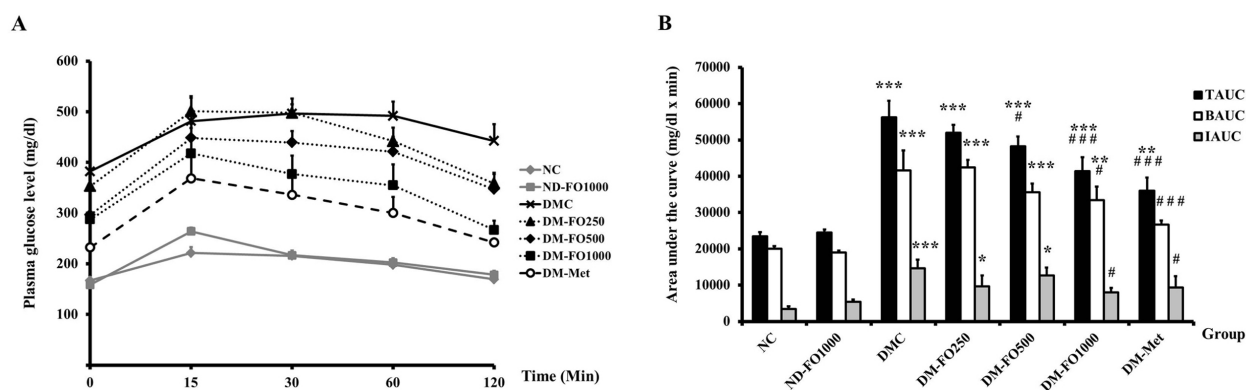 A
600
500
400
300
200
100
0
15
30
60
120
Time (Min)
Plasma glucose level (mg/dl)
NC
ND-FO1000
DMC
DM-FO250
DM-FO500
DM-FO1000
DM-Met
B
80000
70000
60000
50000
40000
30000
20000
10000
0
Area under the curve (mg/dl x min)
***
***
***
***
***
*
***
#
***
*
***
###
**
#
#
**
###
###
#
TAUC
BAUC
IAUC
NC
ND-FO1000
DMC
DM-FO250
DM-FO500
DM-FO1000
DM-Met
Group